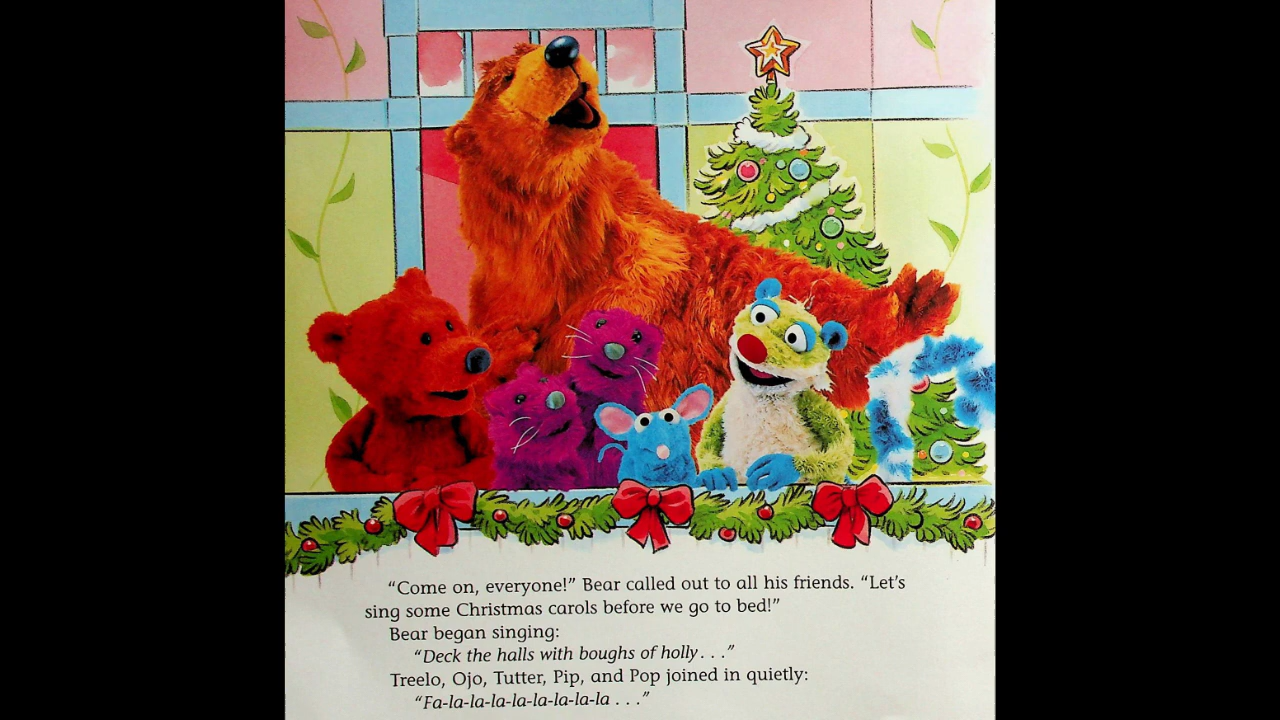 “Come on, everyone!” Bear called out to all his friends. “Let’s
sing some Christmas carols before we go to bed!”
Bear began singing:
“Deck the halls with boughs of holly . . .”
Treelo, Ojo, Tutter, Pip, and Pop joined in quietly:
“Fa-la-la-la-la-la-la-la-la . . .”